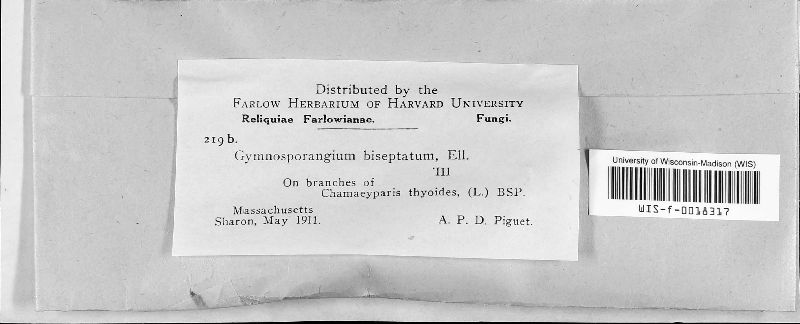 Distributed by the
FARLOW HERBARIUM OF HARVARD UNIVERSITY
Reliquiae Farlowianae. Fungi.
219 b.
Gymnosporangium biseptatum, Ell.
III
On branches of
Chamaeyparis thyoides, (L.) BSP.
Massachusetts
Sharon, May 1911. A. P. D. Piguet.
University of Wisconsin-Madison (WIS)
WIS-f-0018317